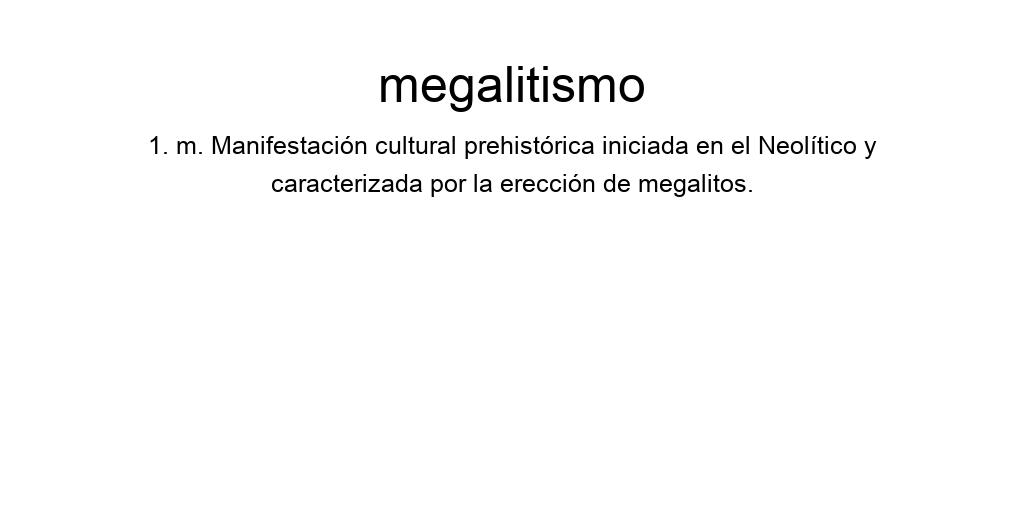 megalitismo
1. m. Manifestación cultural prehistórica iniciada en el Neolítico y
caracterizada por la erección de megalitos.